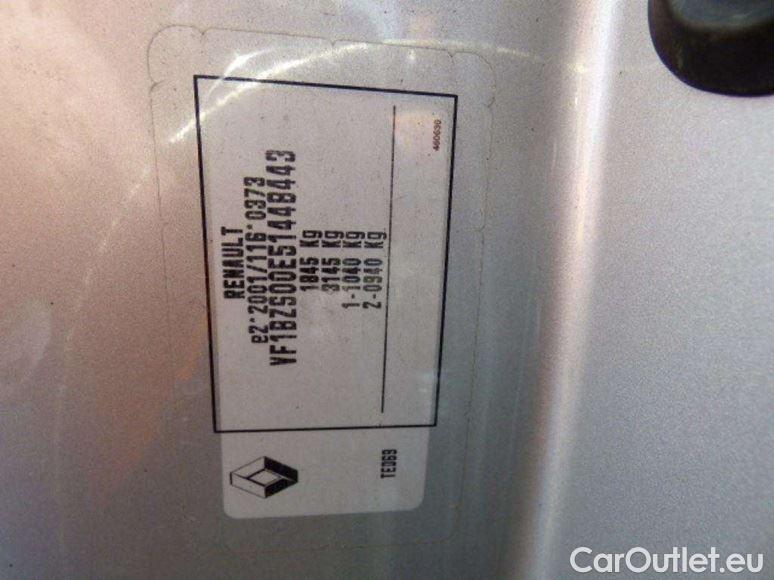 RENAULT
e2*2001/116*0373
VF1BZS00E51448443
1845 Kg
3145 Kg
1-1040 Kg
2-0940 Kg
460630
TED69
CarOutlet.eu